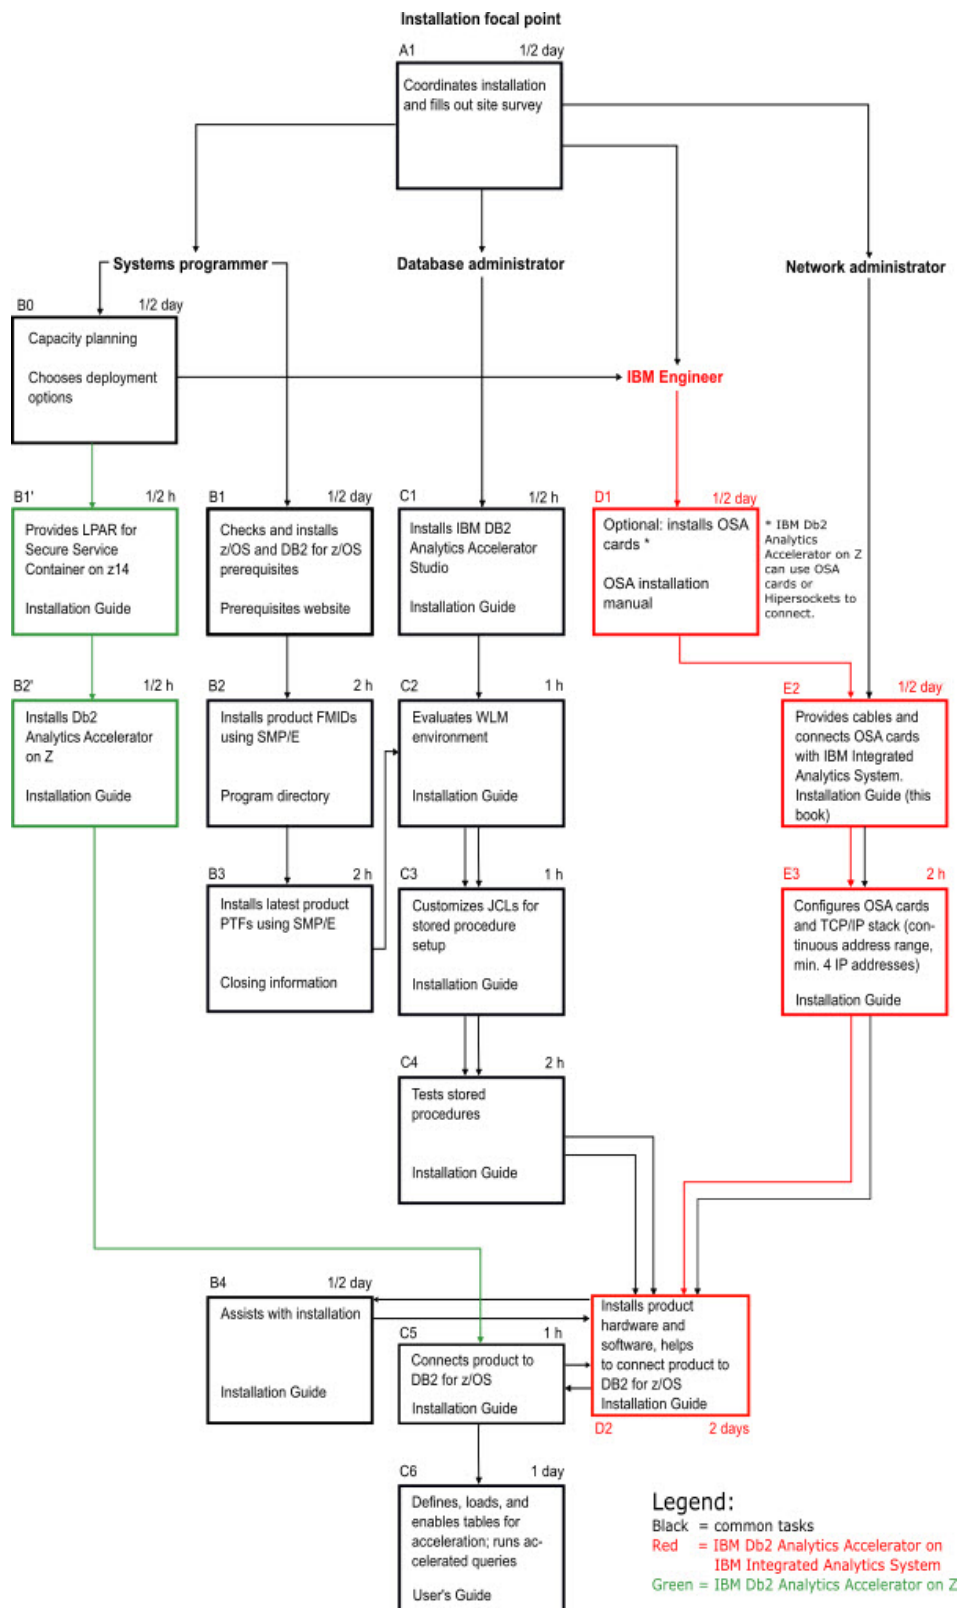 Installation focal point
A1 1/2 day
Coordinates installation
and fills out site survey
Systems programmer
Database administrator
Network administrator
B0 1/2 day
Capacity planning
Chooses deployment
options
IBM Engineer
B1' 1/2 h
Provides LPAR for
Secure Service
Container on z14
Installation Guide
B1 1/2 day
Checks and installs
z/OS and DB2 for z/OS
prerequisites
Prerequisites website
C1 1/2 h
Installs IBM DB2
Analytics Accelerator
Studio
Installation Guide
D1 1/2 day
Optional: installs OSA
cards *
OSA installation
manual
* IBM Db2
Analytics
Accelerator on Z
can use OSA
cards or
Hipersockets to
connect.
B2' 1/2 h
Installs Db2
Analytics Accelerator
on Z
Installation Guide
B2 2 h
Installs product FMIDs
using SMP/E
Program directory
C2 1 h
Evaluates WLM
environment
Installation Guide
E2 1/2 day
Provides cables and
connects OSA cards
with IBM Integrated
Analytics System.
Installation Guide (this
book)
B3 2 h
Installs latest product
PTFs using SMP/E
Closing information
C3 1 h
Customizes JCLs for
stored procedure
setup
Installation Guide
E3 2 h
Configures OSA cards
and TCP/IP stack (con-
tinuous address range,
min. 4 IP addresses)
Installation Guide
C4 2 h
Tests stored
procedures
Installation Guide
B4 1/2 day
Assists with installation
Installation Guide
C5 1 h
Connects product to
DB2 for z/OS
Installation Guide
Installs product
hardware and
software, helps
to connect product to
DB2 for z/OS
Installation Guide
D2 2 days
C6 1 day
Defines, loads, and
enables tables for
acceleration; runs ac-
celerated queries
User's Guide
Legend:
Black = common tasks
Red = IBM Db2 Analytics Accelerator on
IBM Integrated Analytics System
Green = IBM Db2 Analytics Accelerator on Z